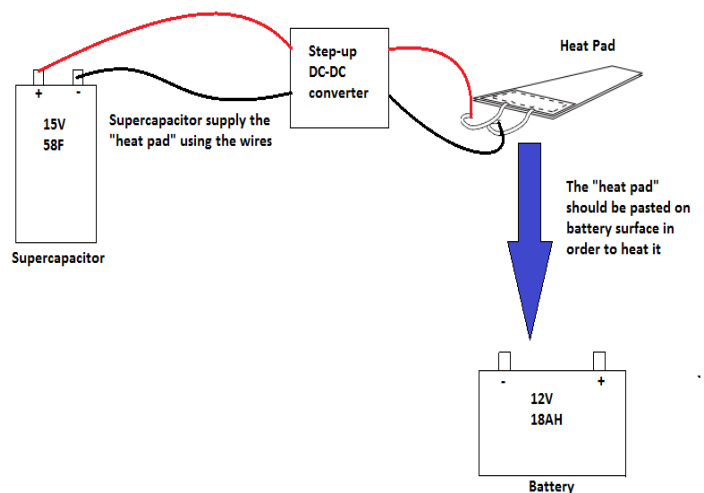 Step-up
DC-DC
converter
Heat Pad
+ -
15V
58F
Supercapacitor supply the
"heat pad" using the wires
Supercapacitor
The "heat pad"
should be pasted on
battery surface in
order to heat it
- +
12V
18AH
Battery